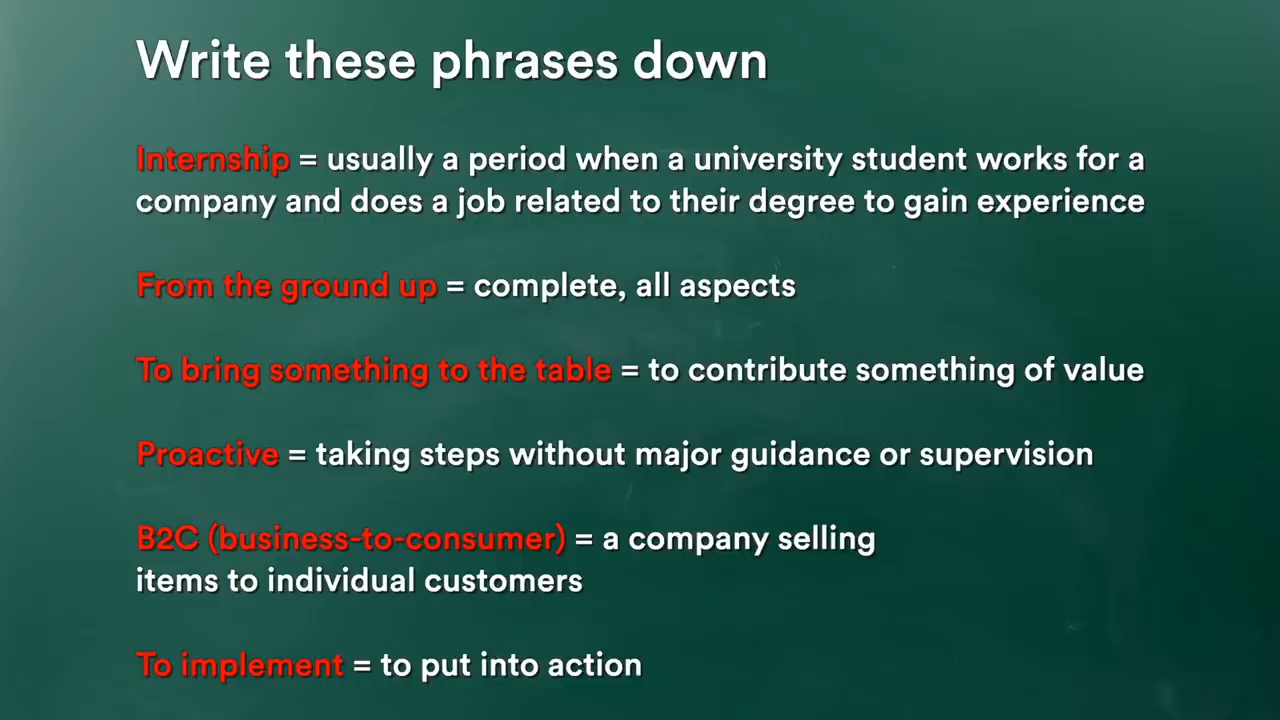 Write these phrases down
Internship = usually a period when a university student works for a
company and does a job related to their degree to gain experience
From the ground up = complete, all aspects
To bring something to the table = to contribute something of value
Proactive = taking steps without major guidance or supervision
B2C (business-to-consumer) = a company selling
items to individual customers
To implement = to put into action